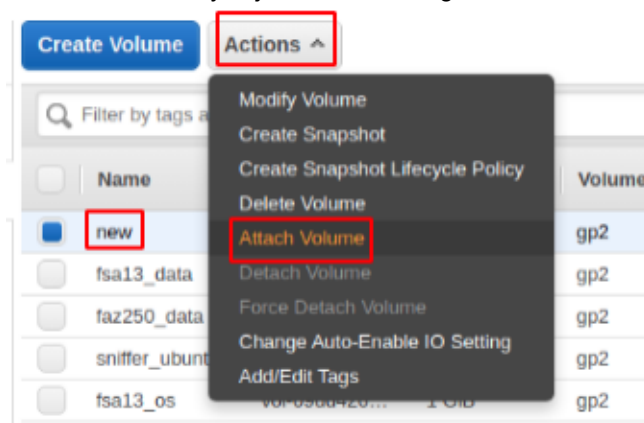 Create Volume Actions
Filter by tags a
Modify Volume
Create Snapshot
Create Snapshot Lifecycle Policy
Delete Volume
Attach Volume
Detach Volume
Force Detach Volume
Change Auto-Enable IO Setting
Add/Edit Tags
Name Volume
new gp2
fsa13_data gp2
faz250_data gp2
sniffer_ubunt gp2
fsa13_os gp2